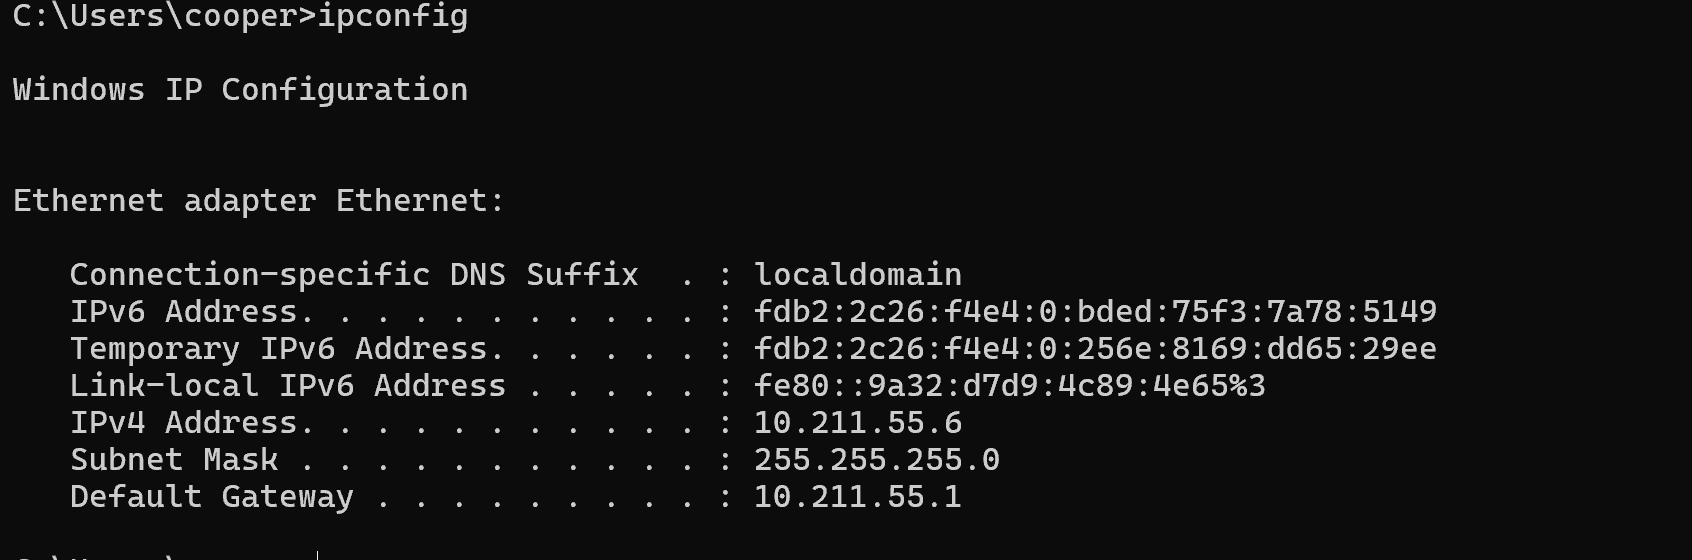 C:\Users\cooper>ipconfig
Windows IP Configuration
Ethernet adapter Ethernet:
Connection-specific DNS Suffix  . : localdomain
IPv6 Address. . . . . . . . . . . : fdb2:2c26:f4e4:0:bded:75f3:7a78:5149
Temporary IPv6 Address. . . . . . : fdb2:2c26:f4e4:0:256e:8169:dd65:29ee
Link-local IPv6 Address . . . . . : fe80::9a32:d7d9:4c89:4e65%3
IPv4 Address. . . . . . . . . . . : 10.211.55.6
Subnet Mask . . . . . . . . . . . : 255.255.255.0
Default Gateway . . . . . . . . . : 10.211.55.1